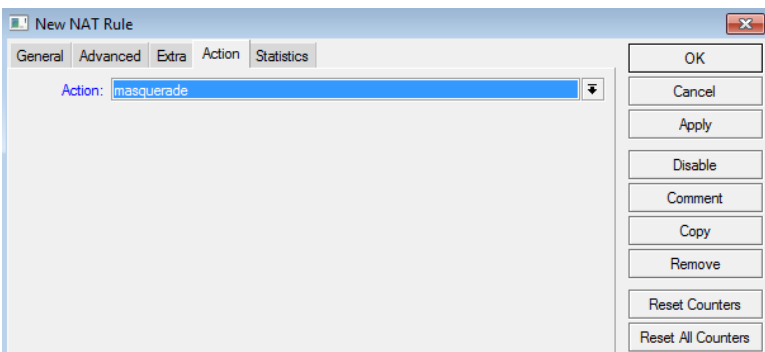 New NAT Rule
General Advanced Extra Action Statistics
Action: masquerade
OK
Cancel
Apply
Disable
Comment
Copy
Remove
Reset Counters
Reset All Counters